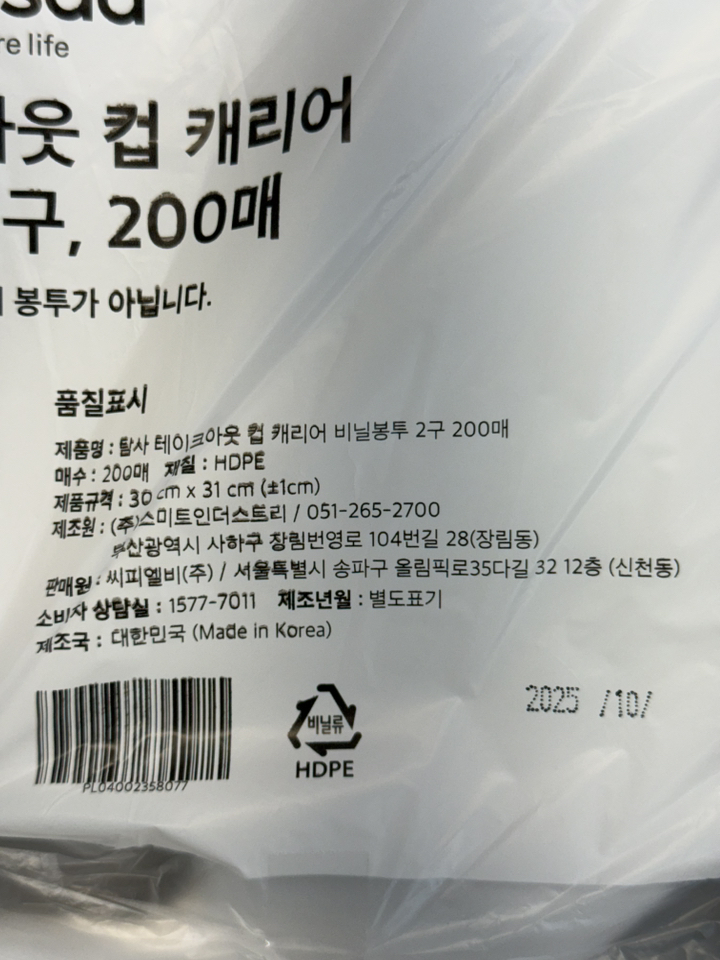 re life
아웃 컵 캐리어
구, 200매
봉투가 아닙니다.
품질표시
제품명 : 탐사 테이크아웃 컵 캐리어 비닐봉투 2구 200매
매수 : 200매 재질 : HDPE
제품규격 : 30 cm x 31 cm (±1cm)
제조원 : (주)스미트인더스트리 / 051-265-2700
부산광역시 사하구 장림번영로 104번길 28(장림동)
판매원 : 씨피엘비(주) / 서울특별시 송파구 올림픽로35다길 32 12층 (신천동)
소비자 상담실 : 1577-7011 제조년월 : 별도표기
제조국 : 대한민국 (Made in Korea)
PL04002358077
비닐류
HDPE
2025 /10/